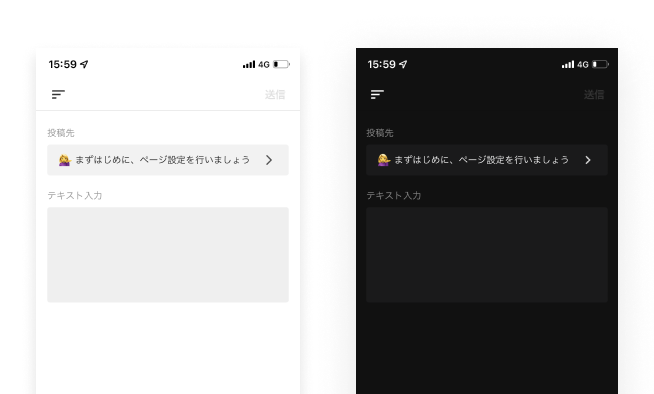 15:59
4G
送信
投稿先
まずはじめに、ページ設定を行いましょう
テキスト入力
15:59
4G
送信
投稿先
まずはじめに、ページ設定を行いましょう
テキスト入力